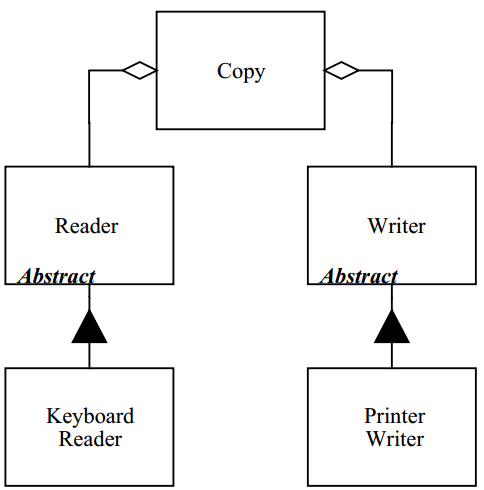 Copy
Reader
Abstract
Writer
Abstract
Keyboard
Reader
Printer
Writer